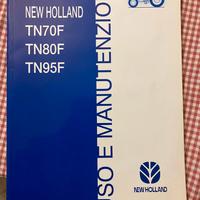 NEW HOLLAND
TN70F
TN80F
TN95F
USO E MANUTENZIO
NEW HOLLAND